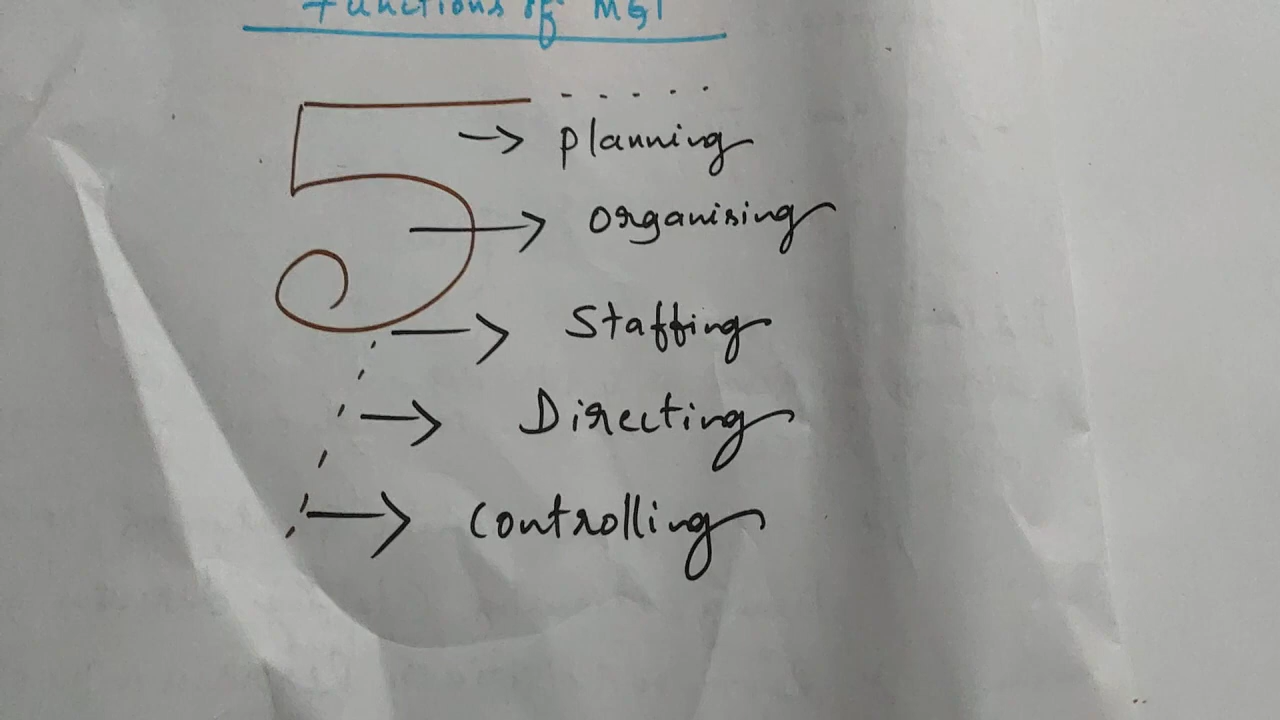 Functions of MGT
5
Planning
Organising
Staffing
Directing
Controlling